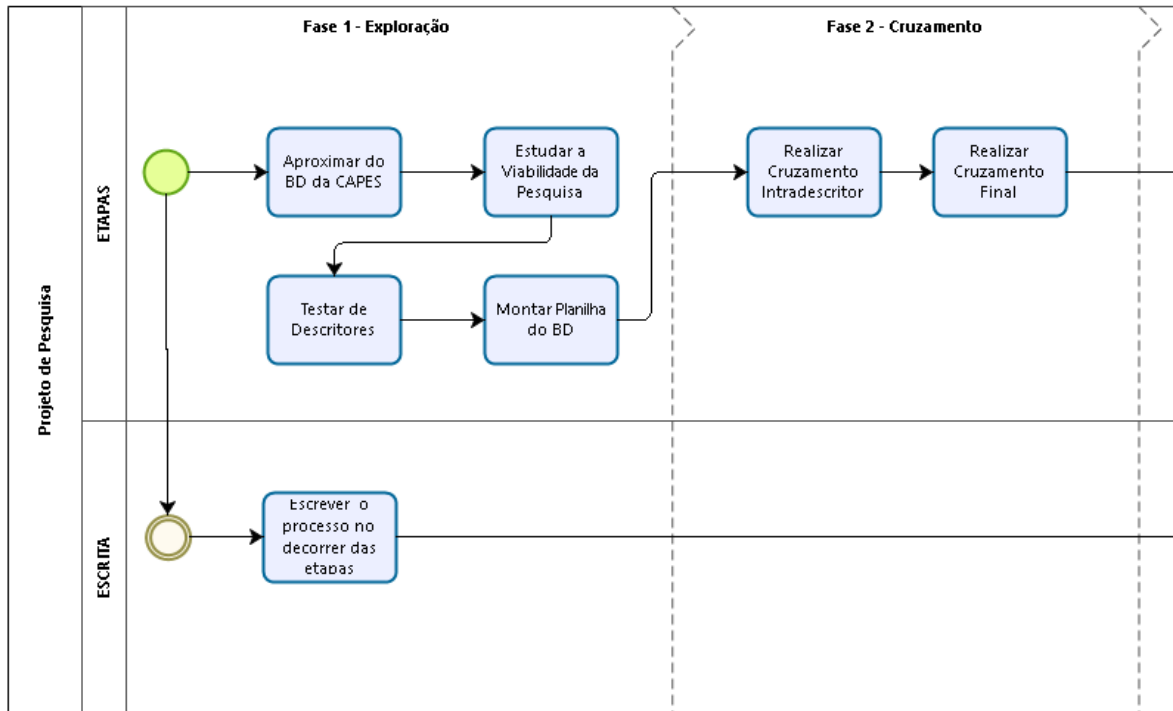 Fase 1 - Exploração
Fase 2 - Cruzamento
Projeto de Pesquisa
ETAPAS
Aproximar do
BD da CAPES
Estudar a
Viabilidade da
Pesquisa
Realizar
Cruzamento
Intradescritor
Realizar
Cruzamento
Final
Testar de
Descritores
Montar Planilha
do BD
ESCRITA
Escrever o
processo no
decorrer das
etapas